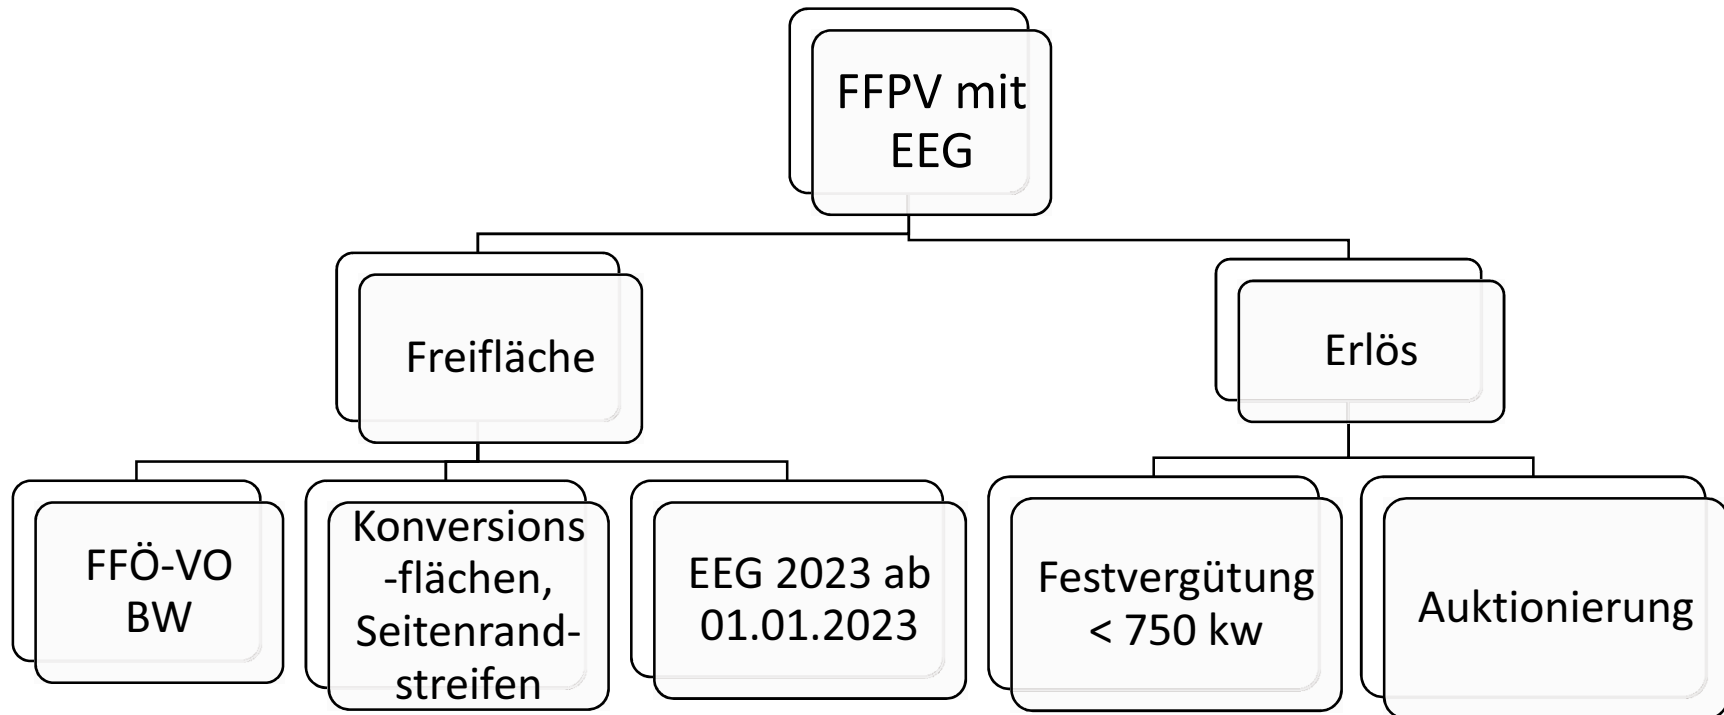 FFPV mit
EEG
Freifläche
Erlös
FFÖ-VO
BW
Konversions
-flächen,
Seitenrand-
streifen
EEG 2023 ab
01.01.2023
Festvergütung
< 750 kw
Auktionierung